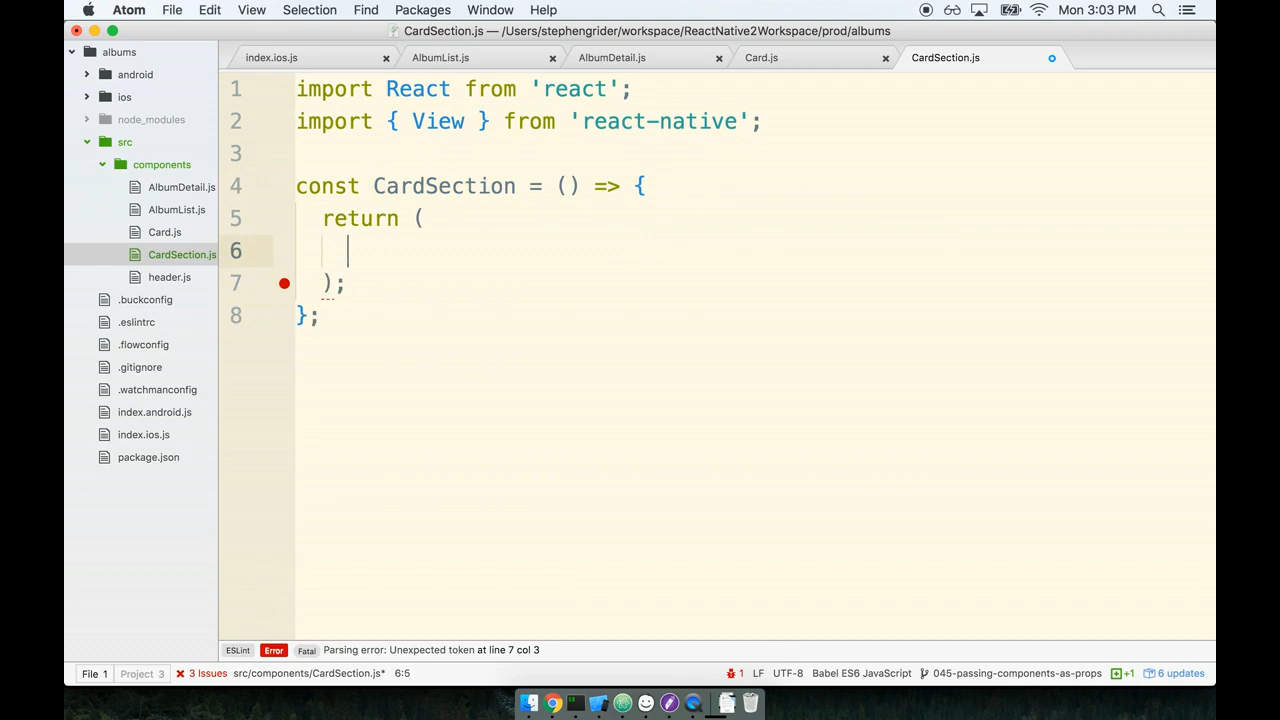 Atom File Edit View Selection Find Packages Window Help Mon 3:03 PM
CardSection.js — /Users/stephengrider/workspace/ReactNative2Workspace/prod/albums
albums
android
ios
node_modules
src
components
AlbumDetail.js
AlbumList.js
Card.js
CardSection.js
header.js
.buckconfig
.eslintrc
.flowconfig
.gitignore
.watchmanconfig
index.android.js
index.ios.js
package.json
index.ios.js AlbumList.js AlbumDetail.js Card.js CardSection.js
1 import React from 'react';
2 import { View } from 'react-native';
3
4 const CardSection = () => {
5 return (
6
7 );
8 };
ESLint Error Fatal Parsing error: Unexpected token at line 7 col 3
File 1 Project 3 3 Issues src/components/CardSection.js* 6:5 1 LF UTF-8 Babel ES6 JavaScript 045-passing-components-as-props +1 6 updates